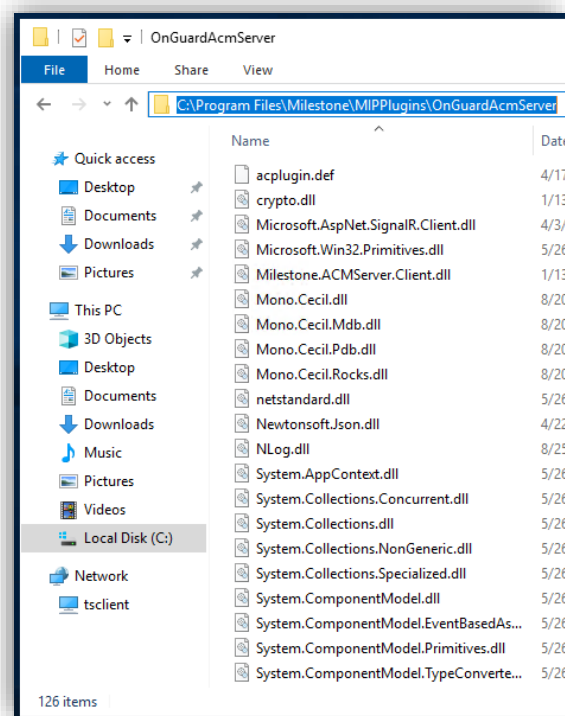 OnGuardAcmServer
File Home Share View
C:\Program Files\Milestone\MIPPlugins\OnGuardAcmServer
Name Date
Quick access
Desktop
Documents
Downloads
Pictures
This PC
3D Objects
Desktop
Documents
Downloads
Music
Pictures
Videos
Local Disk (C:)
Network
tsclient
acplugin.def 4/17
crypto.dll 1/13
Microsoft.AspNet.SignalR.Client.dll 4/3/
Microsoft.Win32.Primitives.dll 5/26
Milestone.ACMServer.Client.dll 1/13
Mono.Cecil.dll 8/20
Mono.Cecil.Mdb.dll 8/20
Mono.Cecil.Pdb.dll 8/20
Mono.Cecil.Rocks.dll 8/20
netstandard.dll 5/26
Newtonsoft.Json.dll 4/22
NLog.dll 8/25
System.AppContext.dll 5/26
System.Collections.Concurrent.dll 5/26
System.Collections.dll 5/26
System.Collections.NonGeneric.dll 5/26
System.Collections.Specialized.dll 5/26
System.ComponentModel.dll 5/26
System.ComponentModel.EventBasedAs... 5/26
System.ComponentModel.Primitives.dll 5/26
System.ComponentModel.TypeConverte... 5/26
126 items